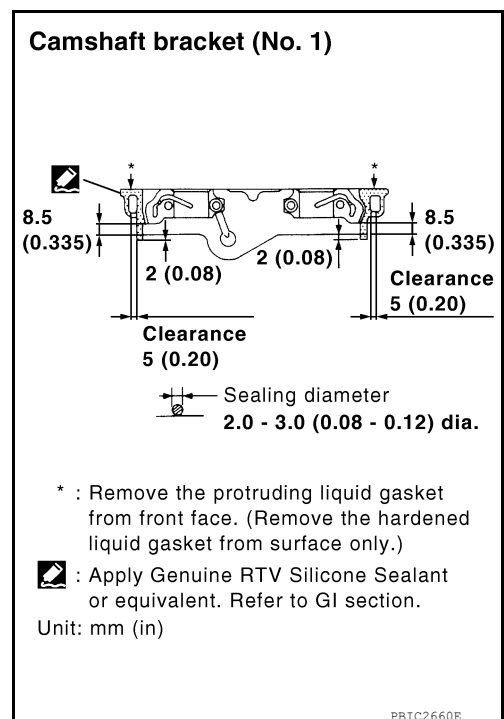 Camshaft bracket (No. 1)
*
*
8.5
(0.335)
2 (0.08)
2 (0.08)
8.5
(0.335)
Clearance
5 (0.20)
Clearance
5 (0.20)
Sealing diameter
2.0 - 3.0 (0.08 - 0.12) dia.
* : Remove the protruding liquid gasket
from front face. (Remove the hardened
liquid gasket from surface only.)
: Apply Genuine RTV Silicone Sealant
or equivalent. Refer to GI section.
Unit: mm (in)
PBIC2660E